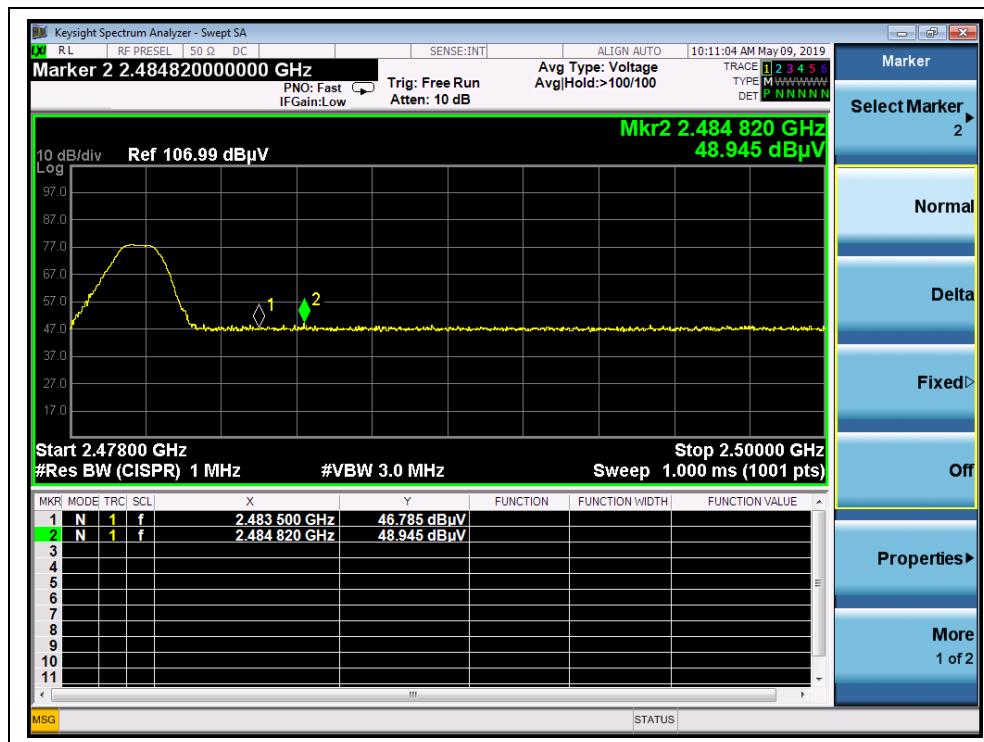 Keysight Spectrum Analyzer - Swept SA
LXI RL RF PRESEL 50 Ω DC SENSE:INT ALIGN AUTO 10:11:04 AM May 09, 2019
Marker 2 2.484820000000 GHz
PNO: Fast
IFGain:Low
Trig: Free Run
Atten: 10 dB
Avg Type: Voltage
Avg|Hold:>100/100
TRACE 1 2 3 4 5 6
TYPE M WWWWW
DET P N N N N N
Mkr2 2.484 820 GHz
48.945 dBµV
10 dB/div Ref 106.99 dBµV
Log
97.0
87.0
77.0
67.0
57.0
47.0
37.0
27.0
17.0
1
2
Start 2.47800 GHz Stop 2.50000 GHz
#Res BW (CISPR) 1 MHz #VBW 3.0 MHz Sweep 1.000 ms (1001 pts)
MKR MODE TRC SCL X Y FUNCTION FUNCTION WIDTH FUNCTION VALUE
1 N 1 f 2.483 500 GHz 46.785 dBµV
2 N 1 f 2.484 820 GHz 48.945 dBµV
3
4
5
6
7
8
9
10
11
MSG STATUS
Marker
Select Marker
2
Normal
Delta
Fixed
Off
Properties
More
1 of 2